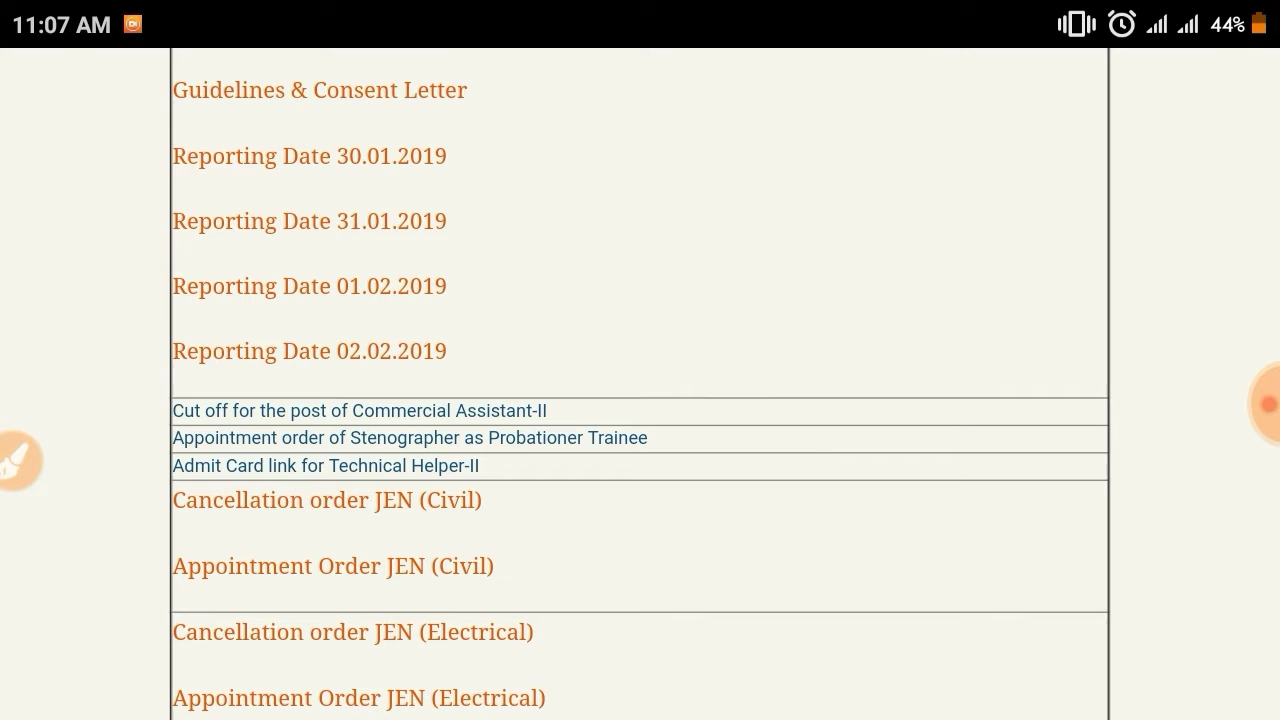 11:07 AM
44%
Guidelines & Consent Letter
Reporting Date 30.01.2019
Reporting Date 31.01.2019
Reporting Date 01.02.2019
Reporting Date 02.02.2019
Cut off for the post of Commercial Assistant-II
Appointment order of Stenographer as Probationer Trainee
Admit Card link for Technical Helper-II
Cancellation order JEN (Civil)
Appointment Order JEN (Civil)
Cancellation order JEN (Electrical)
Appointment Order JEN (Electrical)